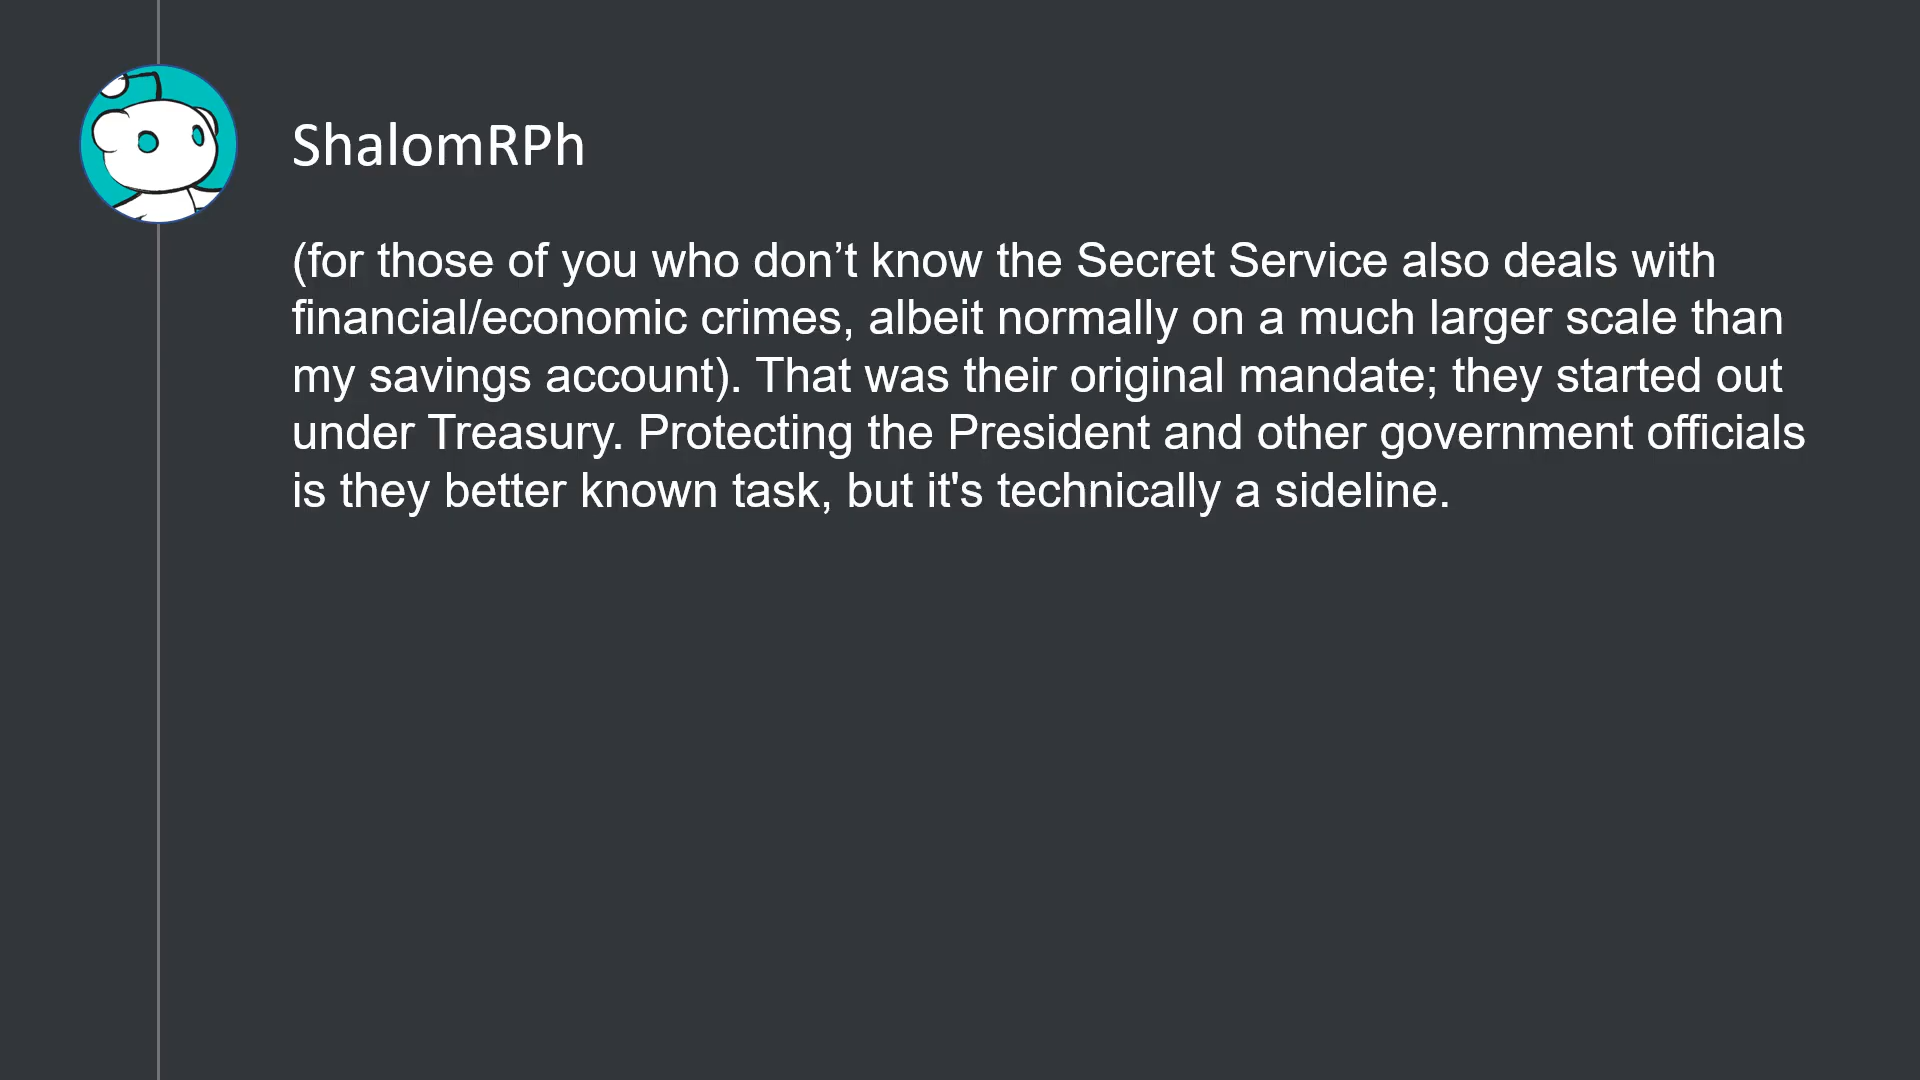 ShalomRPh
(for those of you who don’t know the Secret Service also deals with
financial/economic crimes, albeit normally on a much larger scale than
my savings account). That was their original mandate; they started out
under Treasury. Protecting the President and other government officials
is they better known task, but it's technically a sideline.